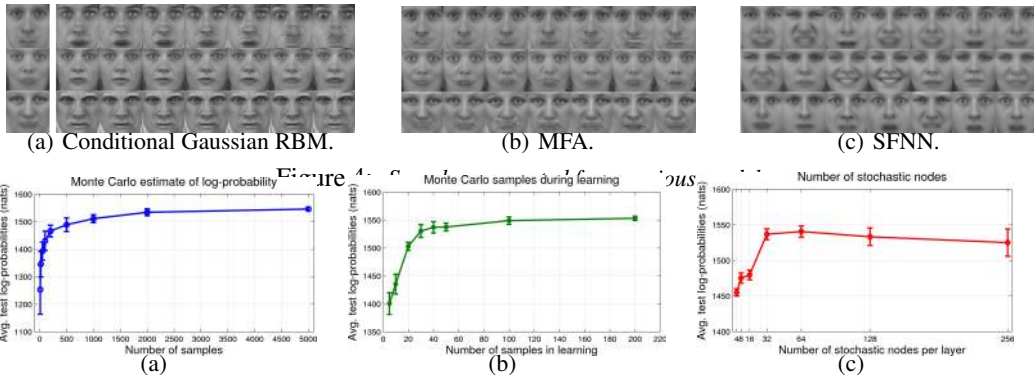 (a) Conditional Gaussian RBM.
(b) MFA.
(c) SFNN.
Figure
Monte Carlo estimate of log-probability
Avg. test log-probabilities (nats)
1600
1500
1400
1300
1200
1100
0 500 1000 1500 2000 2500 3000 3500 4000 4500 5000
Number of samples
(a)
Monte Carlo samples during learning
Avg. test log-probabilities (nats)
1600
1550
1500
1450
1400
1350
0 20 40 60 80 100 120 140 160 180 200 220
Number of samples in learning
(b)
Number of stochastic nodes
Avg. test log-probabilities (nats)
1600
1550
1500
1450
1400
4 8 16 32 64 128 256
Number of stochastic nodes per layer
(c)